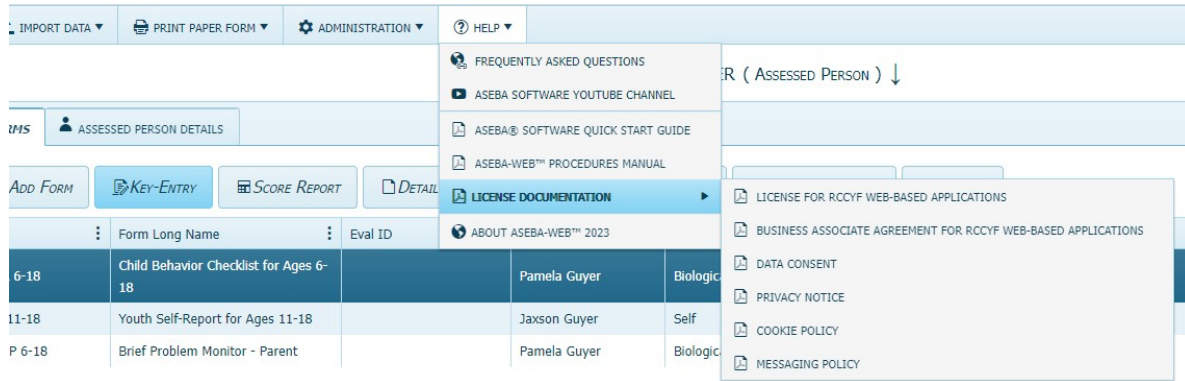 IMPORT DATA ▼ PRINT PAPER FORM ▼ ADMINISTRATION ▼ HELP ▼
FREQUENTLY ASKED QUESTIONS
ASEBA SOFTWARE YOUTUBE CHANNEL
ASEBA® SOFTWARE QUICK START GUIDE
ASEBA-WEB™ PROCEDURES MANUAL
LICENSE DOCUMENTATION
ABOUT ASEBA-WEB™ 2023
LICENSE FOR RCCYF WEB-BASED APPLICATIONS
BUSINESS ASSOCIATE AGREEMENT FOR RCCYF WEB-BASED APPLICATIONS
DATA CONSENT
PRIVACY NOTICE
COOKIE POLICY
MESSAGING POLICY
R ( ASSESSED PERSON ) ↓
RMS ASSESSED PERSON DETAILS
ADD FORM KEY-ENTRY SCORE REPORT DETAIL
Form Long Name Eval ID
6-18 Child Behavior Checklist for Ages 6-
18 Pamela Guyer Biologic
11-18 Youth Self-Report for Ages 11-18 Jaxson Guyer Self
P 6-18 Brief Problem Monitor - Parent Pamela Guyer Biologic